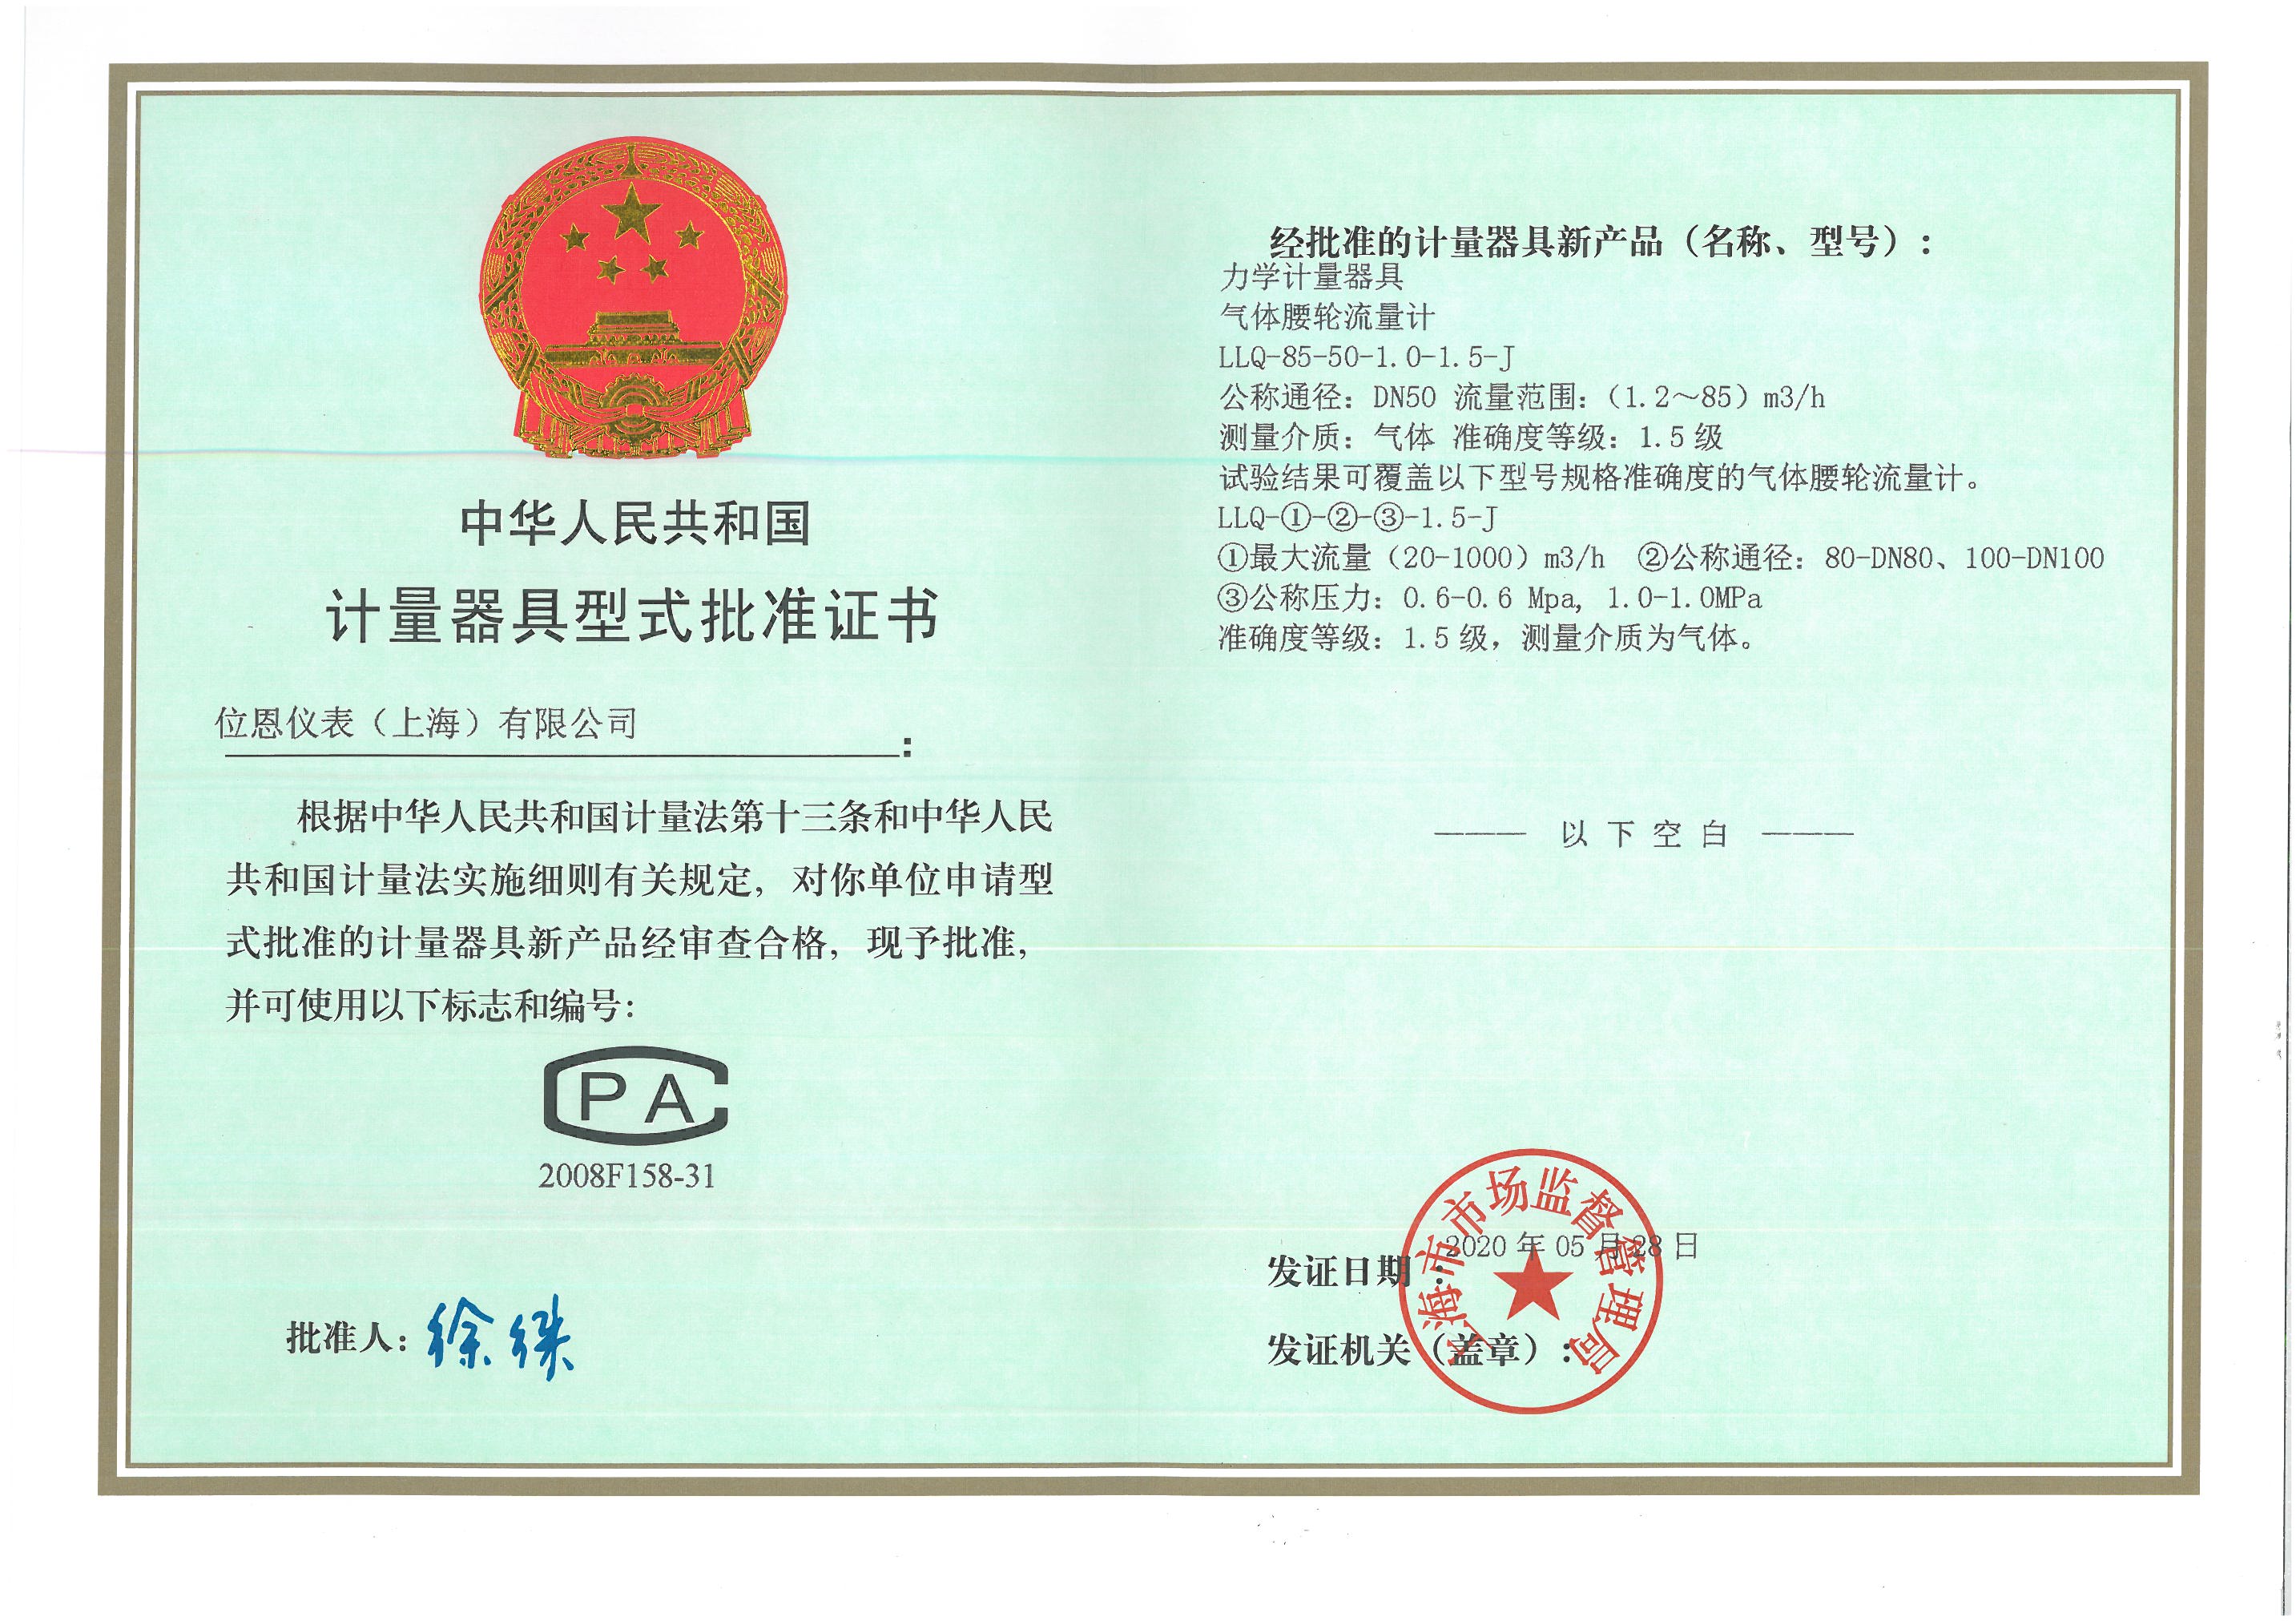 中华人民共和国
计量器具型式批准证书
位恩仪表（上海）有限公司
：
根据中华人民共和国计量法第十三条和中华人民
共和国计量法实施细则有关规定，对你单位申请型
式批准的计量器具新产品经审查合格，现予批准，
并可使用以下标志和编号：
CPA
2008F158-31
批准人：徐
经批准的计量器具新产品（名称、型号）：
力学计量器具
气体腰轮流量计
LLQ-85-50-1.0-1.5-J
公称通径：DN50 流量范围：（1.2～85）m3/h
测量介质：气体 准确度等级：1.5级
试验结果可覆盖以下型号规格准确度的气体腰轮流量计。
LLQ-①-②-③-1.5-J
①最大流量（20-1000）m3/h ②公称通径：80-DN80、100-DN100
③公称压力：0.6-0.6 Mpa, 1.0-1.0MPa
准确度等级：1.5级，测量介质为气体。
——— 以下空白 ———
发证日期：2020年05月28日
发证机关（盖章）：
上海市市场监督管理局